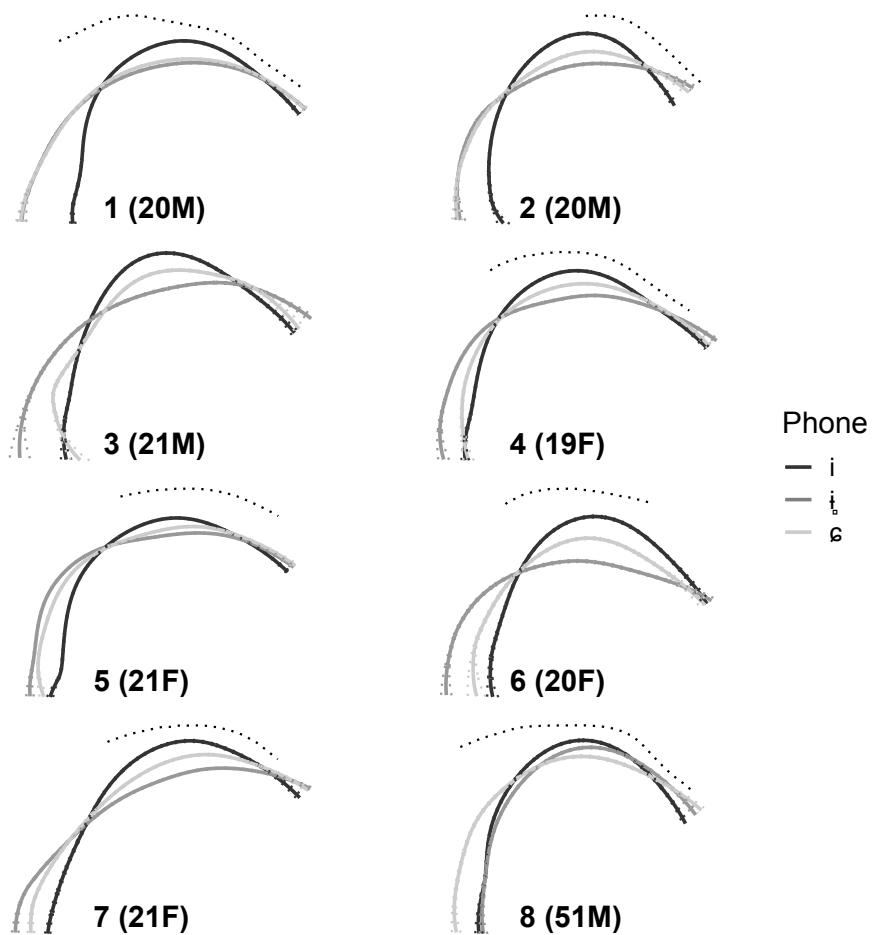 1 (20M)
2 (20M)
3 (21M)
4 (19F)
5 (21F)
6 (20F)
7 (21F)
8 (51M)
Phone
i
ɨ̻
ɕ